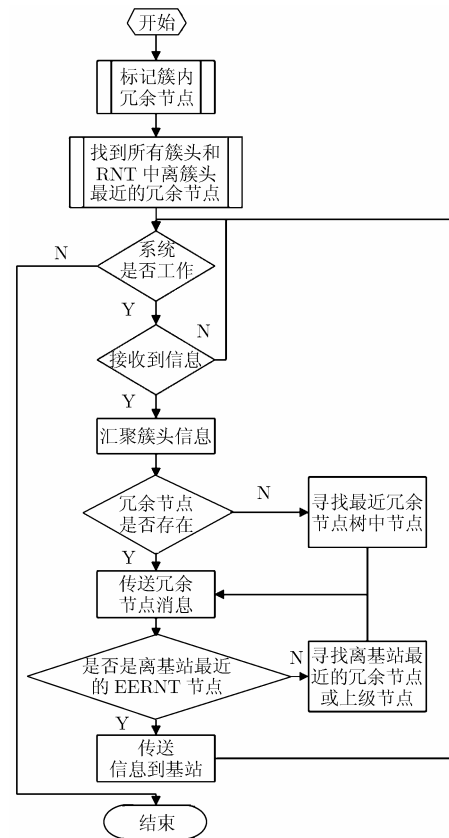 开始
标记簇内
冗余节点
找到所有簇头和
RNT 中离簇头
最近的冗余节点
N
系统
是否工作
Y
N
接收到信息
Y
汇聚簇头信息
冗余节点
是否存在
N
寻找最近冗余
节点树中节点
Y
传送冗余
节点消息
是否是离基站最近
的 EERNT 节点
N
寻找离基站最
近的冗余节点
或上级节点
Y
传送
信息到基站
结束